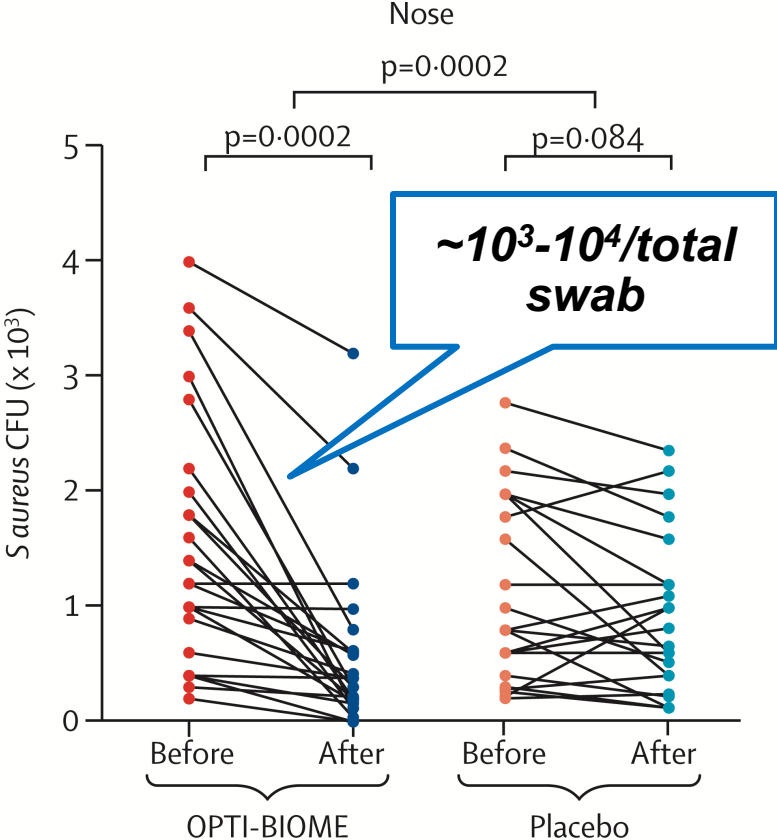 Nose
p=0·0002
p=0·0002
p=0·084
~10³-10⁴/total
swab
S aureus CFU (x 10³)
5
4
3
2
1
0
Before
After
Before
After
OPTI-BIOME
Placebo